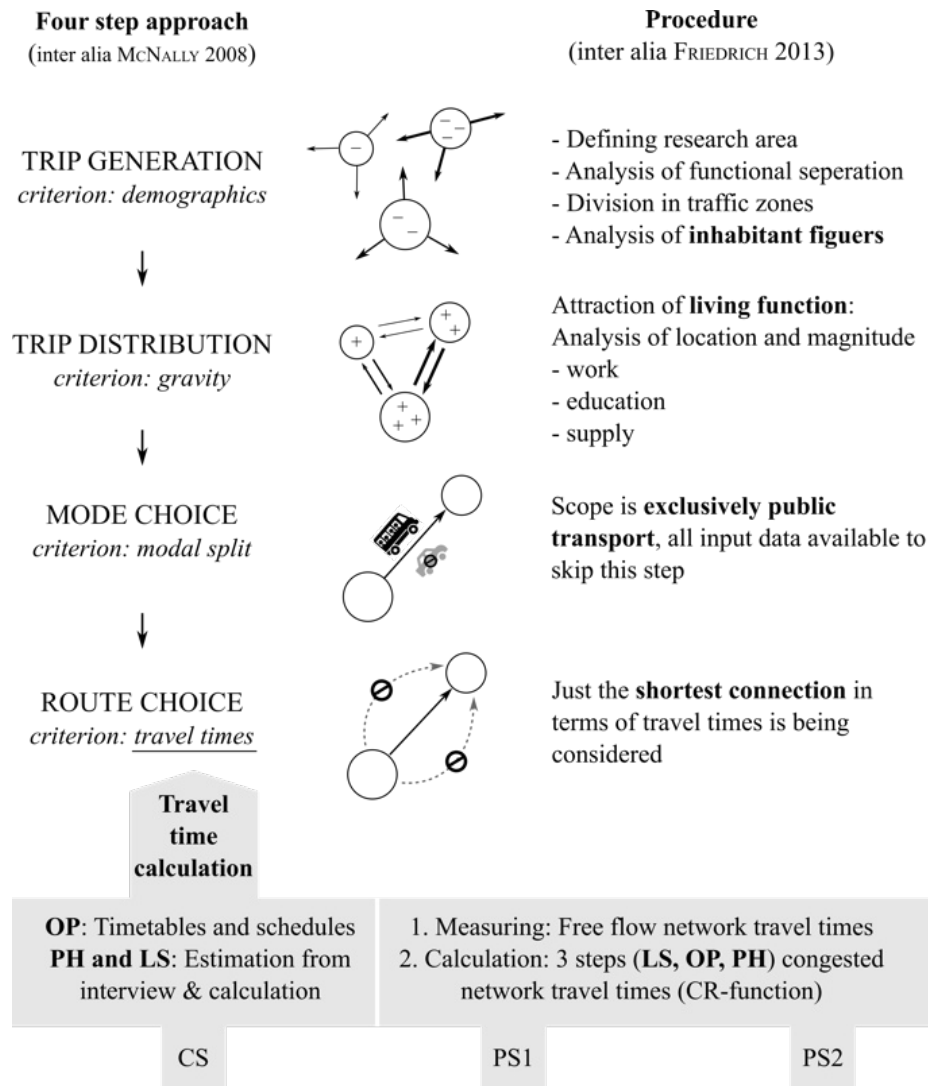 Four step approach
(inter alia MCNALLY 2008)
Procedure
(inter alia FRIEDRICH 2013)
TRIP GENERATION
criterion: demographics
- Defining research area
- Analysis of functional seperation
- Division in traffic zones
- Analysis of inhabitant figuers
TRIP DISTRIBUTION
criterion: gravity
Attraction of living function:
Analysis of location and magnitude
- work
- education
- supply
MODE CHOICE
criterion: modal split
Scope is exclusively public
transport, all input data available to
skip this step
ROUTE CHOICE
criterion: travel times
Just the shortest connection in
terms of travel times is being
considered
Travel
time
calculation
OP: Timetables and schedules
PH and LS: Estimation from
interview & calculation
1. Measuring: Free flow network travel times
2. Calculation: 3 steps (LS, OP, PH) congested
network travel times (CR-function)
CS
PS1
PS2